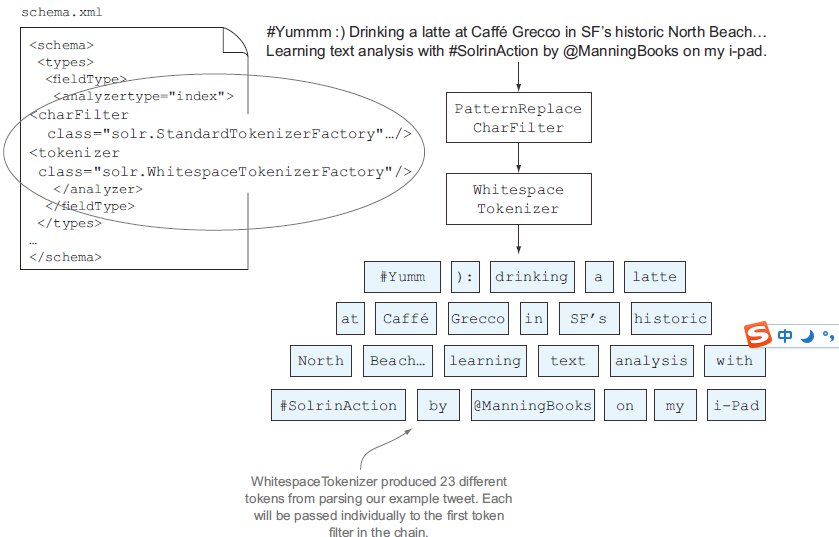 schema.xml
<schema>
<types>
<fieldType>
<analyzertype="index">
<charFilter
class="solr.StandardTokenizerFactory"…/>
<tokenizer
class="solr.WhitespaceTokenizerFactory"/>
</analyzer>
</fieldType>
</types>
…
</schema>
#Yummm :) Drinking a latte at Caffé Grecco in SF’s historic North Beach…
Learning text analysis with #SolrinAction by @ManningBooks on my i-pad.
PatternReplace
CharFilter
Whitespace
Tokenizer
#Yumm ): drinking a latte
at Caffé Grecco in SF’s historic
North Beach… learning text analysis with
#SolrinAction by @ManningBooks on my i-Pad
WhitespaceTokenizer produced 23 different
tokens from parsing our example tweet. Each
will be passed individually to the first token
filter in the chain.
S 中 °,